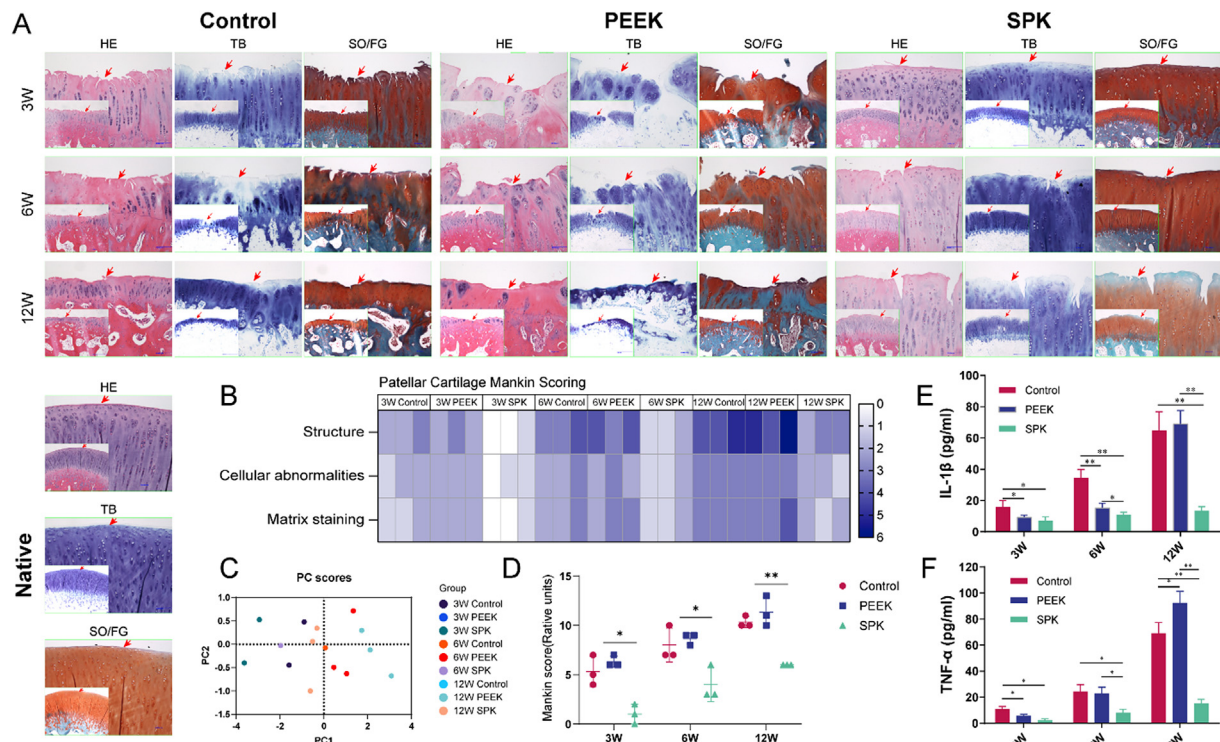 A
Control
PEEK
SPK
HE TB SO/FG HE TB SO/FG HE TB SO/FG
3W
6W
12W
Native
HE
TB
SO/FG
B
Patellar Cartilage Mankin Scoring
3W Control 3W PEEK 3W SPK 6W Control 6W PEEK 6W SPK 12W Control 12W PEEK 12W SPK
Structure
Cellular abnormalities
Matrix staining
0
1
2
3
4
5
6
C
PC scores
PC2
1.0
0.5
0.0
-0.5
-1.0
-1.5
-4 -2 0 2 4
PC1
Group
3W Control
3W PEEK
3W SPK
6W Control
6W PEEK
6W SPK
12W Control
12W PEEK
12W SPK
D
Mankin score(Rative units)
15
10
5
0
* * **
3W 6W 12W
Control
PEEK
SPK
E
IL-1β (pg/ml)
100
80
60
40
20
0
Control
PEEK
SPK
* * ** ** * ** **
3W 6W 12W
F
TNF-α (pg/ml)
150
100
50
0
Control
PEEK
SPK
* * * * * ** **